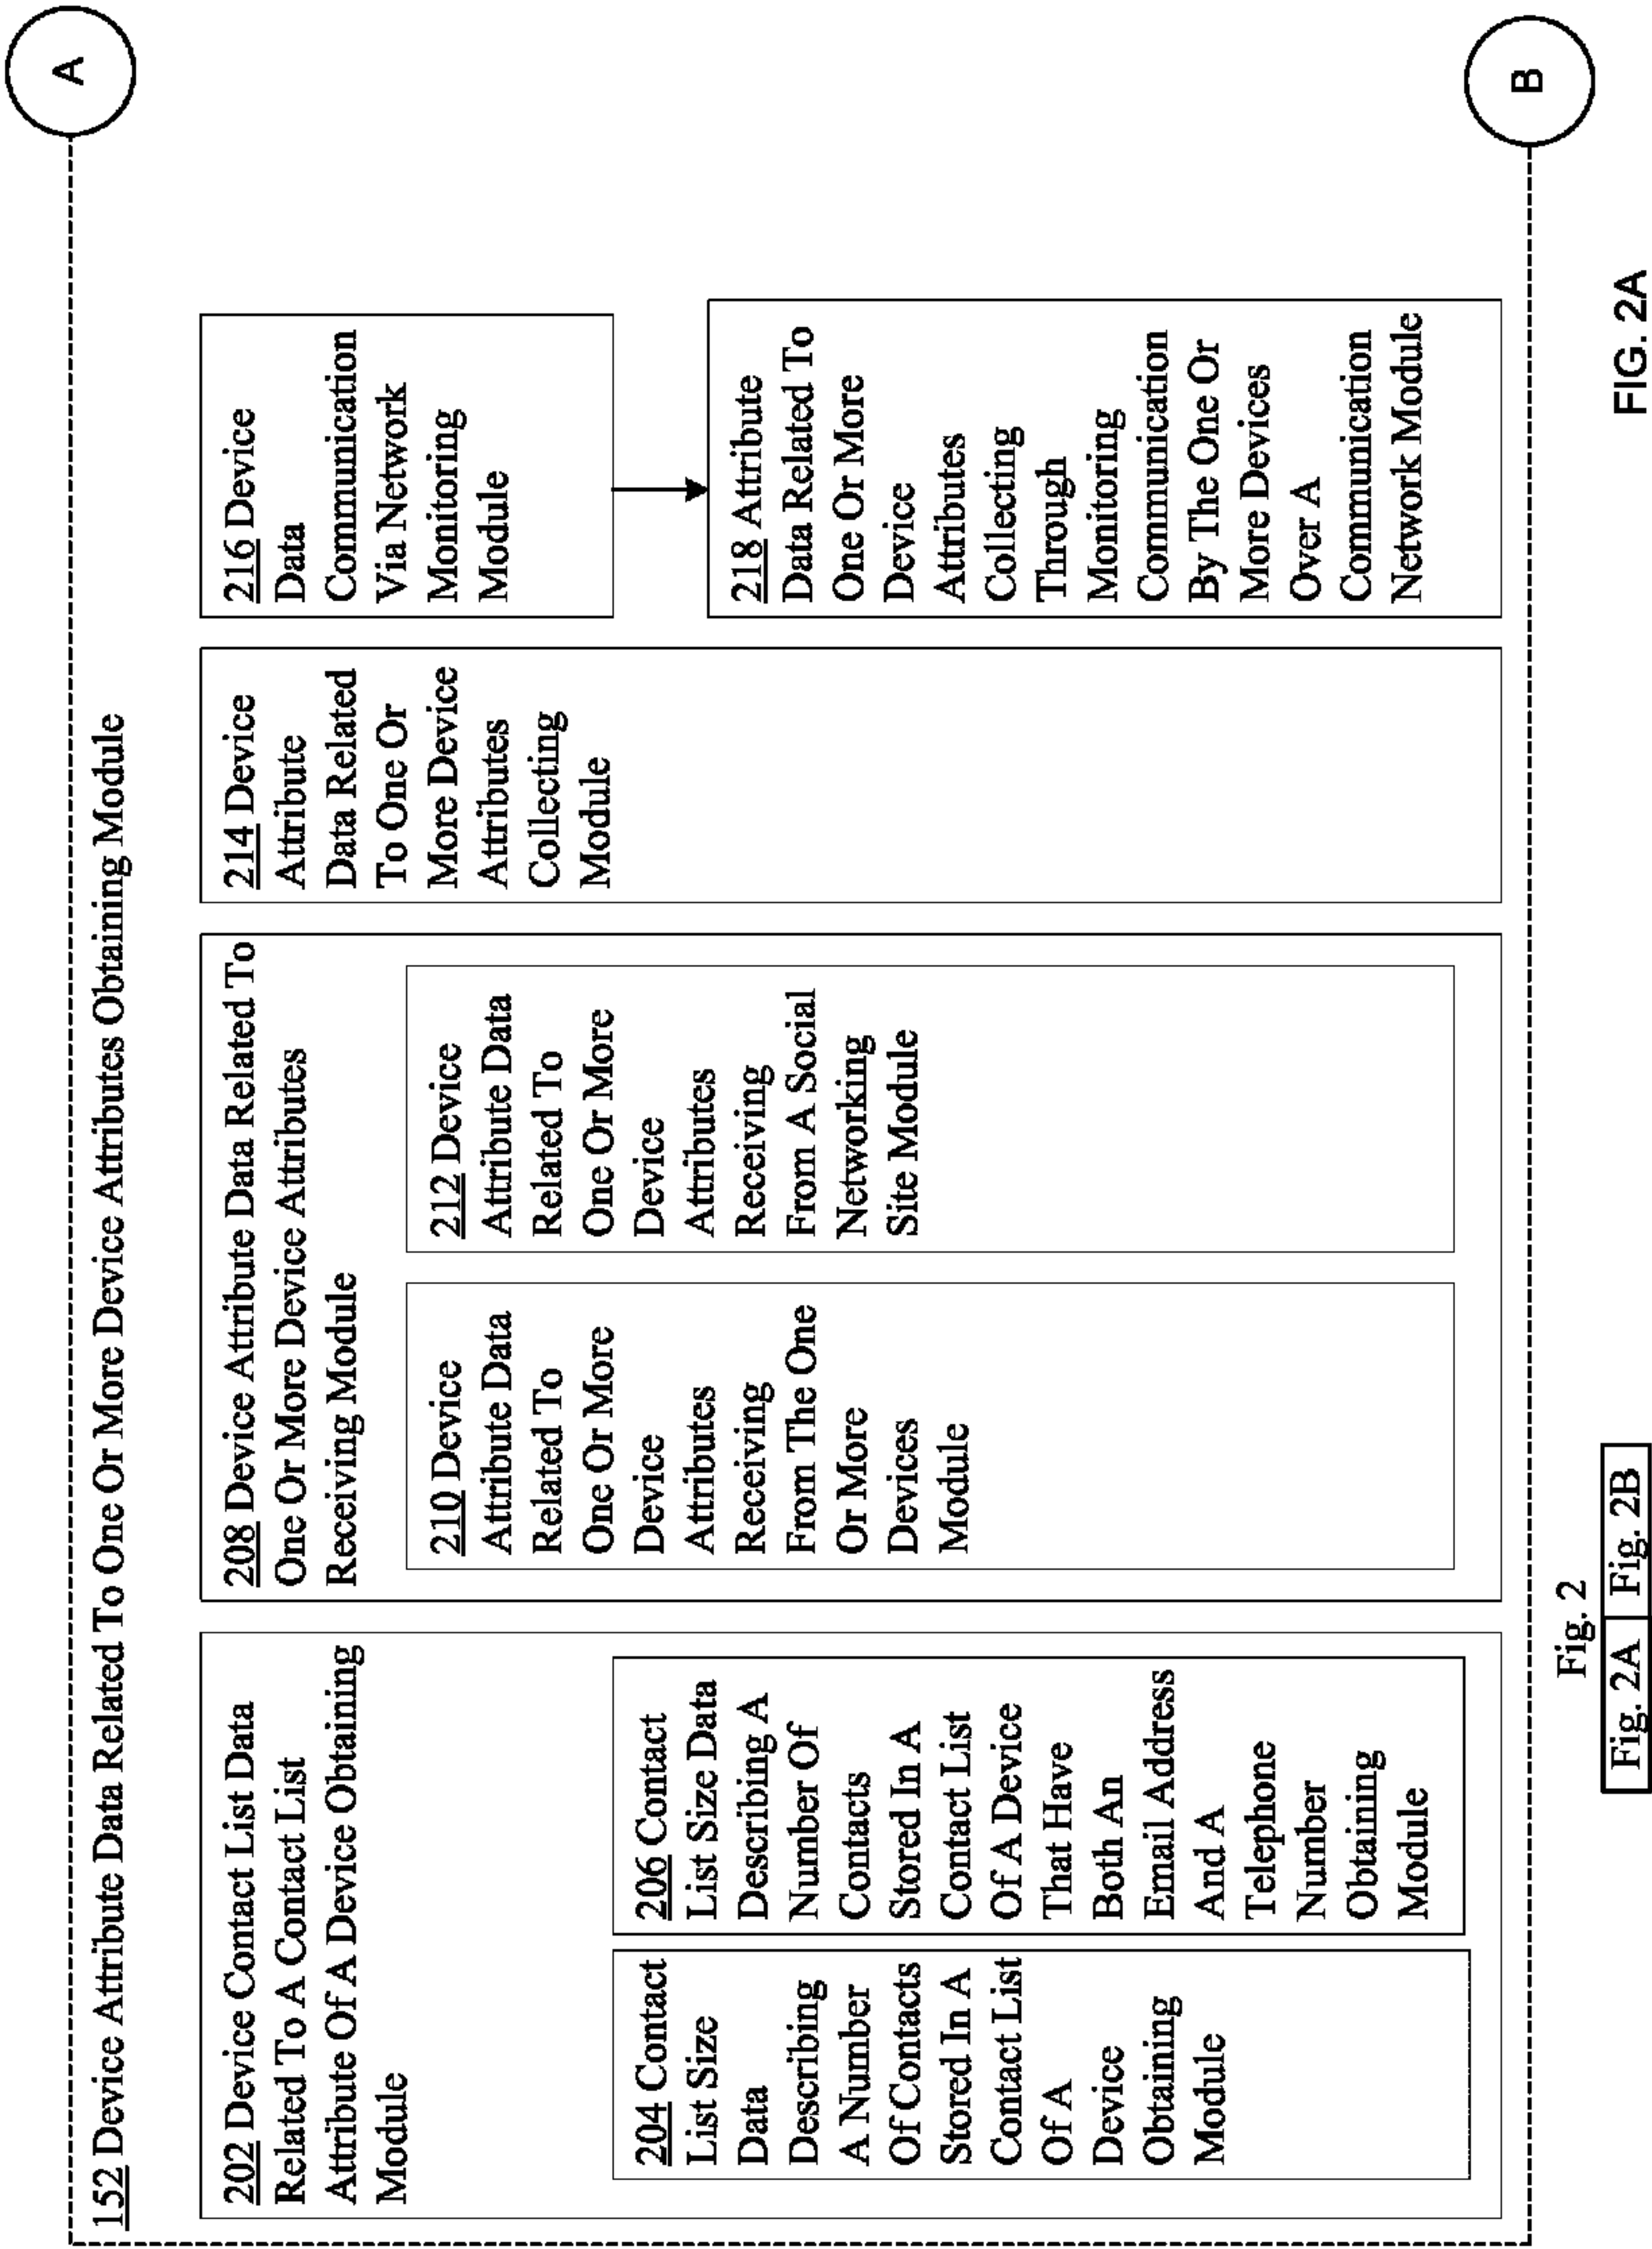 152 Device Attribute Data Related To One Or More Device Attributes Obtaining Module
202 Device Contact List Data
Related To A Contact List
Attribute Of A Device Obtaining
Module
204 Contact
List Size
Data
Describing
A Number
Of Contacts
Stored In A
Contact List
Of A
Device
Obtaining
Module
206 Contact
List Size Data
Describing A
Number Of
Contacts
Stored In A
Contact List
Of A Device
That Have
Both An
Email Address
And A
Telephone
Number
Obtaining
Module
208 Device Attribute Data Related To
One Or More Device Attributes
Receiving Module
210 Device
Attribute Data
Related To
One Or More
Device
Attributes
Receiving
From The One
Or More
Devices
Module
212 Device
Attribute Data
Related To
One Or More
Device
Attributes
Receiving
From A Social
Networking
Site Module
214 Device
Attribute
Data Related
To One Or
More Device
Attributes
Collecting
Module
216 Device
Data
Communication
Via Network
Monitoring
Module
218 Attribute
Data Related To
One Or More
Device
Attributes
Collecting
Through
Monitoring
Communication
By The One Or
More Devices
Over A
Communication
Network Module
A
B
Fig. 2
Fig. 2A Fig. 2B
FIG. 2A